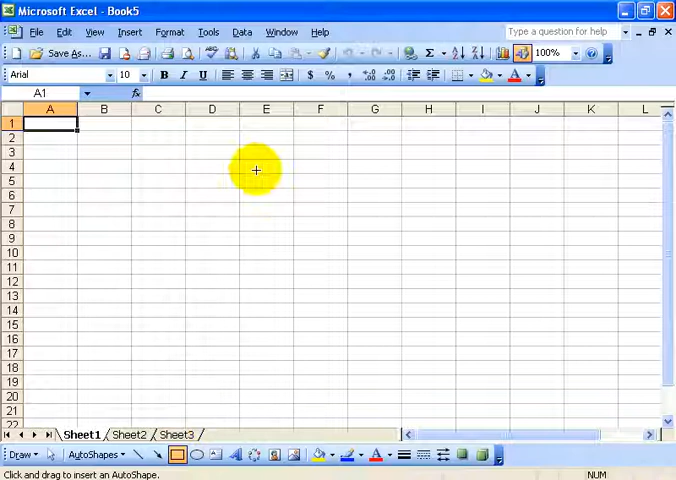 Microsoft Excel - Book5
File Edit View Insert Format Tools Data Window Help Type a question for help
Save As... Σ 100%
Arial 10 B I U $ % , A
A1 fx
A B C D E F G H I J K L
1
2
3
4
5
6
7
8
9
10
11
12
13
14
15
16
17
18
19
20
21
22
Sheet1 Sheet2 Sheet3
Draw AutoShapes A A
Click and drag to insert an AutoShape. NUM